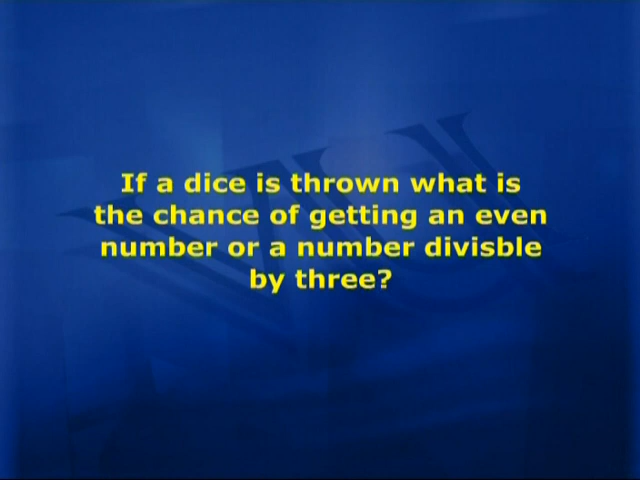 If a dice is thrown what is
the chance of getting an even
number or a number divisble
by three?